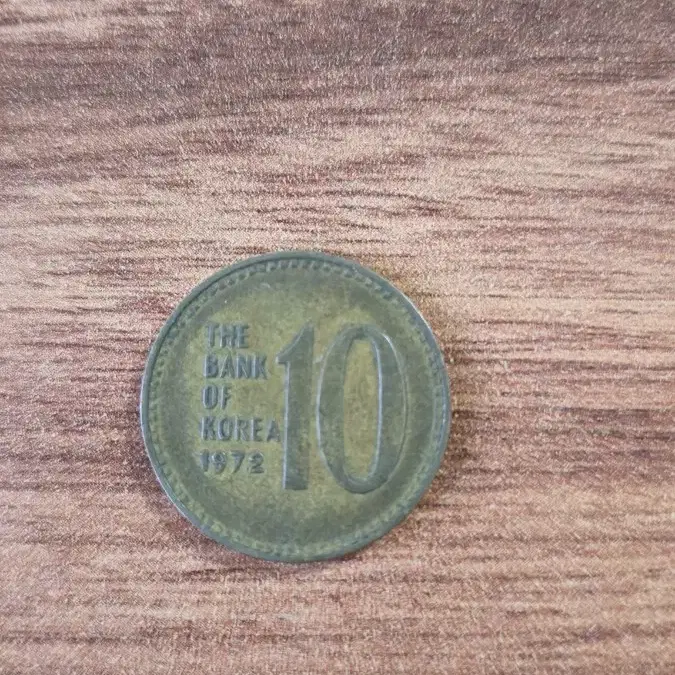 THE
BANK
OF
KOREA
1972
10